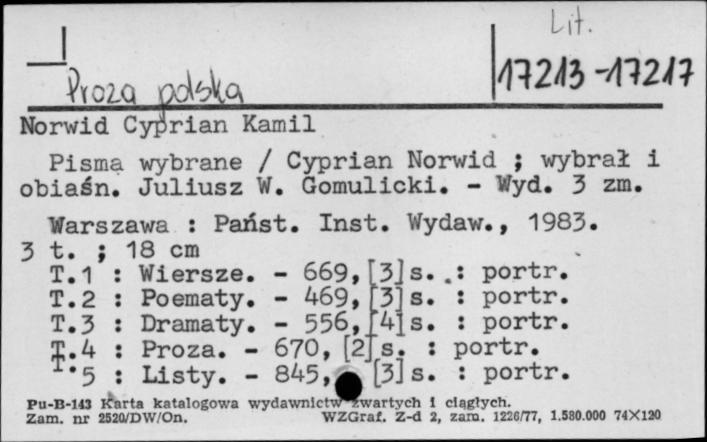 Lit.
17213-17217
Proza polska
Norwid Cyprian Kamil
Pisma wybrane / Cyprian Norwid ; wybrał i
obiaśn. Juliusz W. Gomulicki. - Wyd. 3 zm.
Warszawa : Państ. Inst. Wydaw., 1983.
3 t. ; 18 cm
T.1 : Wiersze. - 669,[3]s. : portr.
T.2 : Poematy. - 469,[3]s. : portr.
T.3 : Dramaty. - 556,[4]s. : portr.
T.4 : Proza. - 670,[2]s. : portr.
T.5 : Listy. - 845, [3]s. : portr.
Pu-B-143 Karta katalogowa wydawnictw zwartych i ciągłych.
Zam. nr 2520/DW/On. WZGraf. Z-d 2, zam. 1226/77, 1.580.000 74X120